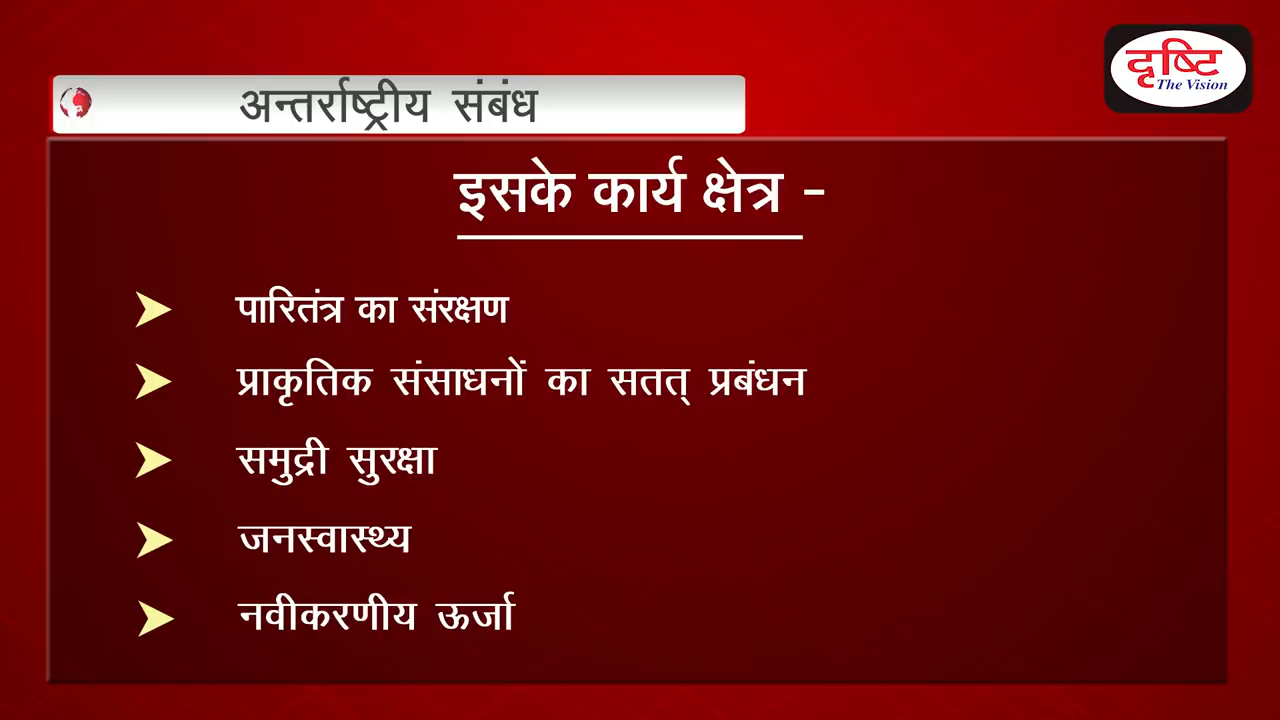 दृष्टि
The Vision
अन्तर्राष्ट्रीय संबंध
इसके कार्य क्षेत्र -
➤ पारितंत्र का संरक्षण
➤ प्राकृतिक संसाधनों का सतत् प्रबंधन
➤ समुद्री सुरक्षा
➤ जनस्वास्थ्य
➤ नवीकरणीय ऊर्जा